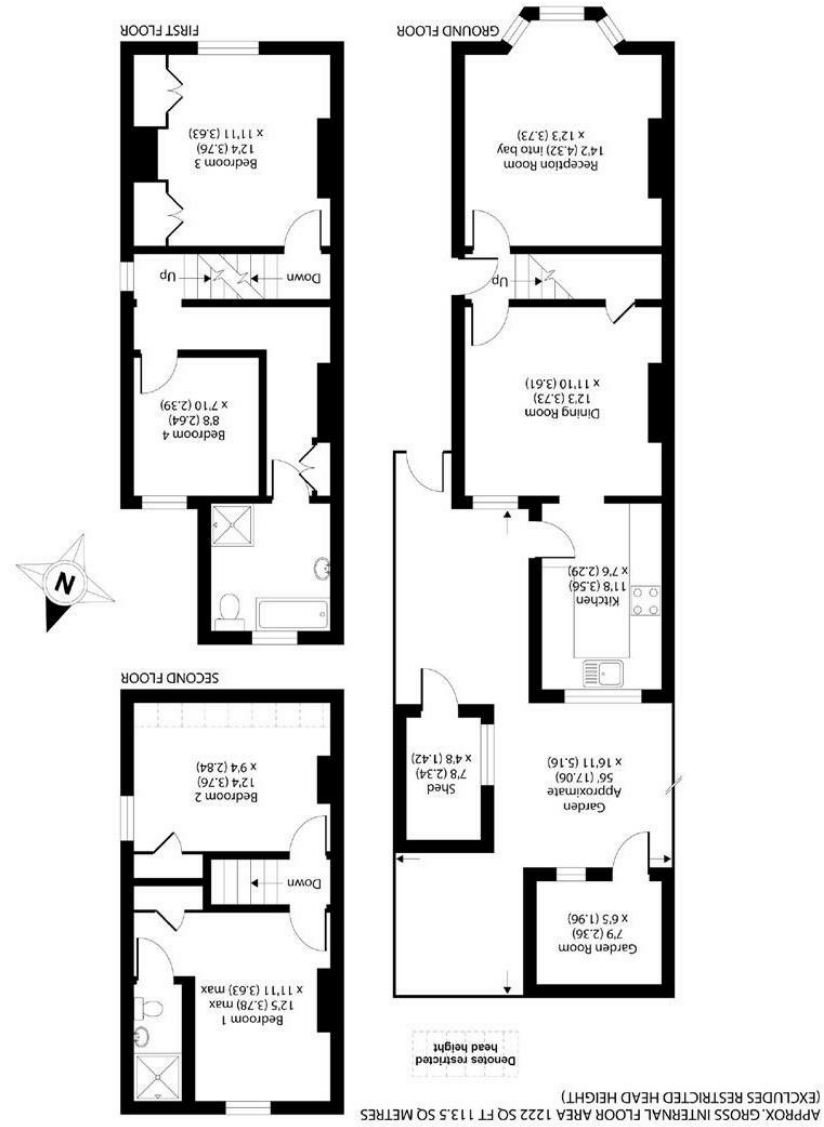 APPROX. GROSS INTERNAL FLOOR AREA 1222 SQ FT 113.5 SQ METRES
(EXCLUDES RESTRICTED HEAD HEIGHT)
Denotes restricted
head height
Garden Room
7'9 (2.36)
x 6'5 (1.96)
Garden
Approximate
56' (17.06)
x 16'11 (5.16)
Shed
7'8 (2.34)
x 4'8 (1.42)
Kitchen
11'8 (3.56)
x 7'6 (2.29)
Dining Room
12'3 (3.73)
x 11'10 (3.61)
Up
Reception Room
14'2 (4.32) into bay
x 12'3 (3.73)
GROUND FLOOR
Bedroom 1
12'5 (3.78) max
x 11'11 (3.63) max
Down
Bedroom 2
12'4 (3.76)
x 9'4 (2.84)
SECOND FLOOR
N
Bedroom 4
8'8 (2.64)
x 7'10 (2.39)
Down
Up
Bedroom 3
12'4 (3.76)
x 11'11 (3.63)
FIRST FLOOR